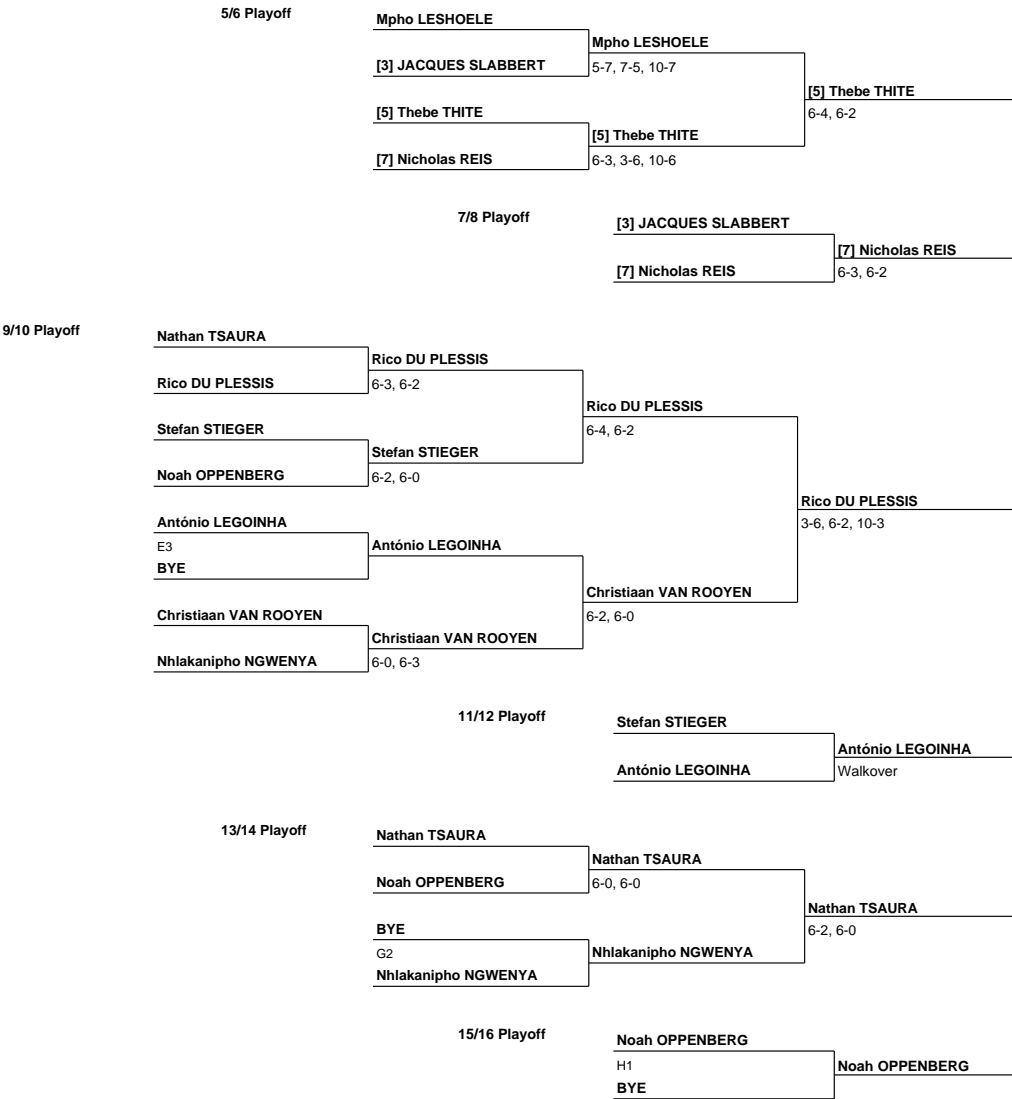 5/6 Playoff
Mpho LESHOELE
Mpho LESHOELE
[3] JACQUES SLABBERT
5-7, 7-5, 10-7
[5] Thebe THITE
[5] Thebe THITE
6-4, 6-2
[5] Thebe THITE
[7] Nicholas REIS
6-3, 3-6, 10-6
7/8 Playoff
[3] JACQUES SLABBERT
[7] Nicholas REIS
[7] Nicholas REIS
6-3, 6-2
9/10 Playoff
Nathan TSAURA
Rico DU PLESSIS
Rico DU PLESSIS
6-3, 6-2
Rico DU PLESSIS
Stefan STIEGER
6-4, 6-2
Stefan STIEGER
Noah OPPENBERG
6-2, 6-0
Rico DU PLESSIS
António LEGOINHA
3-6, 6-2, 10-3
E3
António LEGOINHA
BYE
Christiaan VAN ROOYEN
Christiaan VAN ROOYEN
6-2, 6-0
Christiaan VAN ROOYEN
Nhlakanipho NGWENYA
6-0, 6-3
11/12 Playoff
Stefan STIEGER
António LEGOINHA
António LEGOINHA
Walkover
13/14 Playoff
Nathan TSAURA
Nathan TSAURA
Noah OPPENBERG
6-0, 6-0
Nathan TSAURA
BYE
6-2, 6-0
G2
Nhlakanipho NGWENYA
Nhlakanipho NGWENYA
15/16 Playoff
Noah OPPENBERG
H1
Noah OPPENBERG
BYE